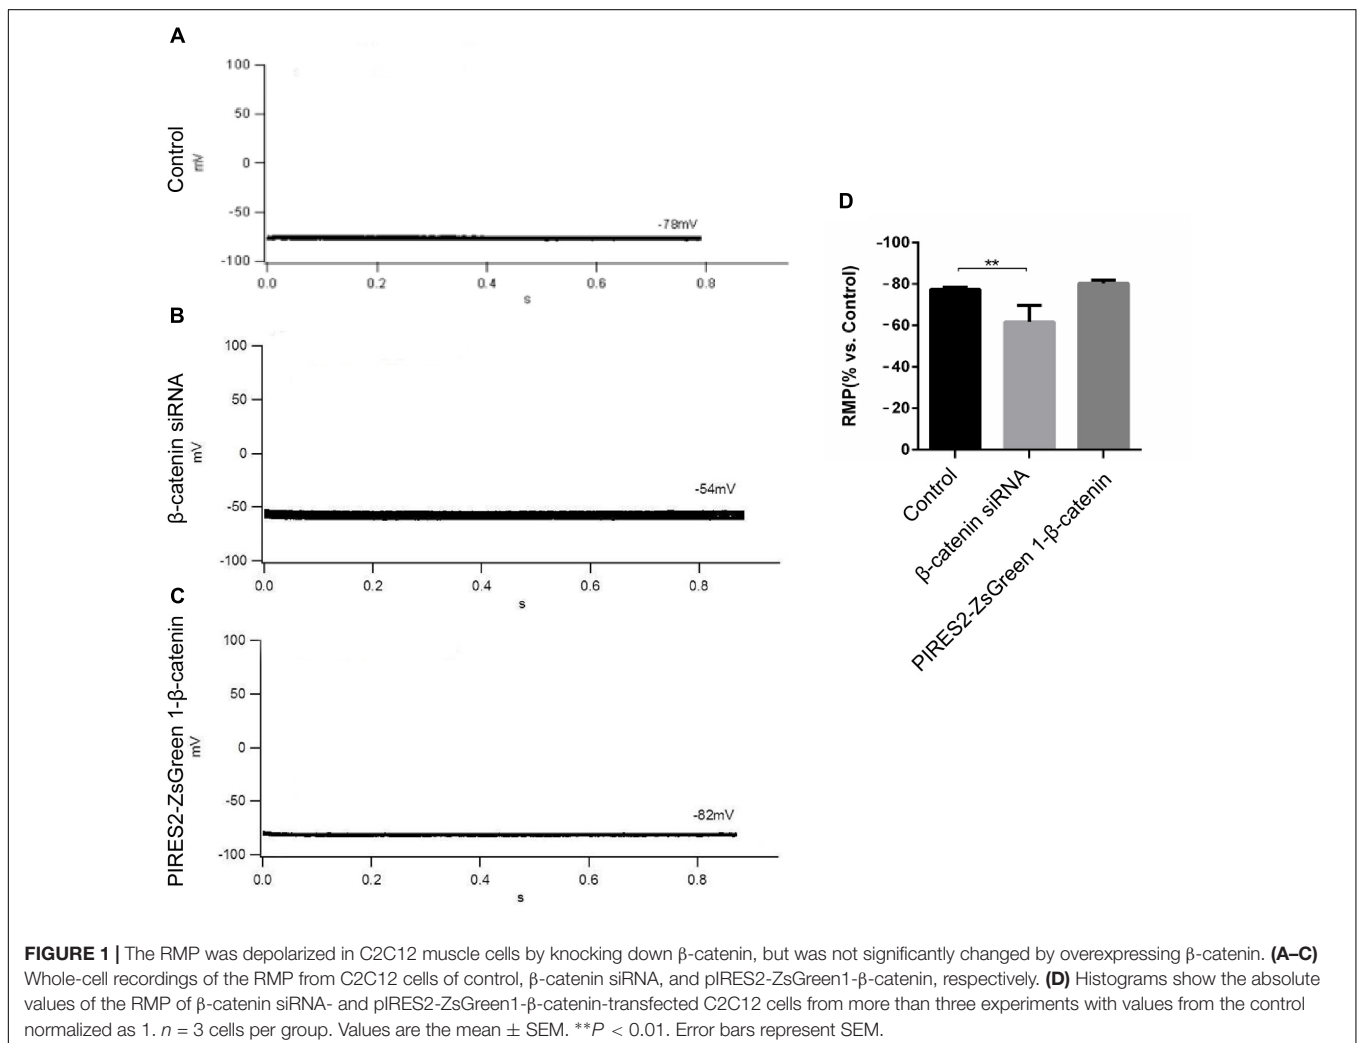 A
Control
mV
100
50
0
-50
-100
-78mV
0.0 0.2 0.4 0.6 0.8
s
B
β-catenin siRNA
mV
100
50
0
-50
-100
-54mV
0.0 0.2 0.4 0.6 0.8
s
C
PIRES2-ZsGreen 1-β-catenin
mV
100
50
0
-50
-100
-82mV
0.0 0.2 0.4 0.6 0.8
s
D
RMP(% vs. Control)
-100
-80
-60
-40
-20
0
**
Control
β-catenin siRNA
PIRES2-ZsGreen 1-β-catenin
FIGURE 1 | The RMP was depolarized in C2C12 muscle cells by knocking down β-catenin, but was not significantly changed by overexpressing β-catenin. (A–C)
Whole-cell recordings of the RMP from C2C12 cells of control, β-catenin siRNA, and pIRES2-ZsGreen1-β-catenin, respectively. (D) Histograms show the absolute
values of the RMP of β-catenin siRNA- and pIRES2-ZsGreen1-β-catenin-transfected C2C12 cells from more than three experiments with values from the control
normalized as 1. n = 3 cells per group. Values are the mean ± SEM. **P < 0.01. Error bars represent SEM.